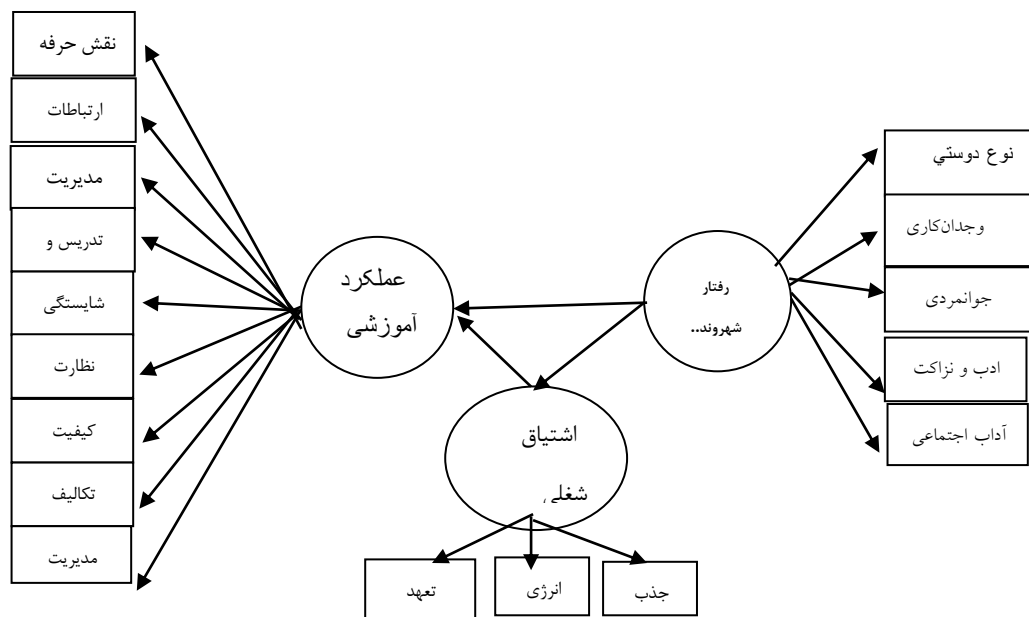 نقش حرفه
ارتباطات
مدیریت
تدریس و
شایستگی
نظارت
کیفیت
تکالیف
مدیریت
عملکرد
آموزشی
رفتار
شهروند..
اشتیاق
شغلی
نوع دوستي
وجدان‌کاری
جوانمردی
ادب و نزاکت
آداب اجتماعی
تعهد
انرژی
جذب